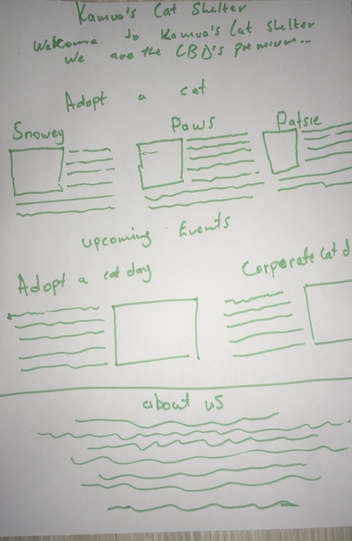 Kamva's Cat Shelter
Welcome to Kamva's Cat Shelter
We are the CBD's premium...
Adopt a cat
Snowey Paws Patsie
Upcoming Events
Adopt a cat day Corporate Cat d
about us